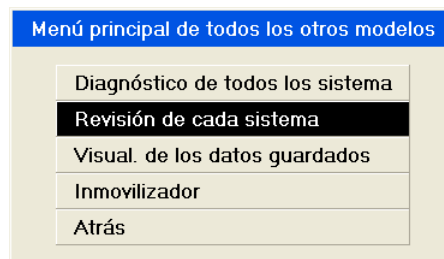 Menú principal de todos los otros modelos
Diagnóstico de todos los sistema
Revisión de cada sistema
Visual. de los datos guardados
Inmovilizador
Atrás